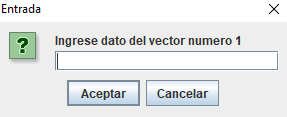 Entrada
Ingrese dato del vector numero 1
Aceptar
Cancelar